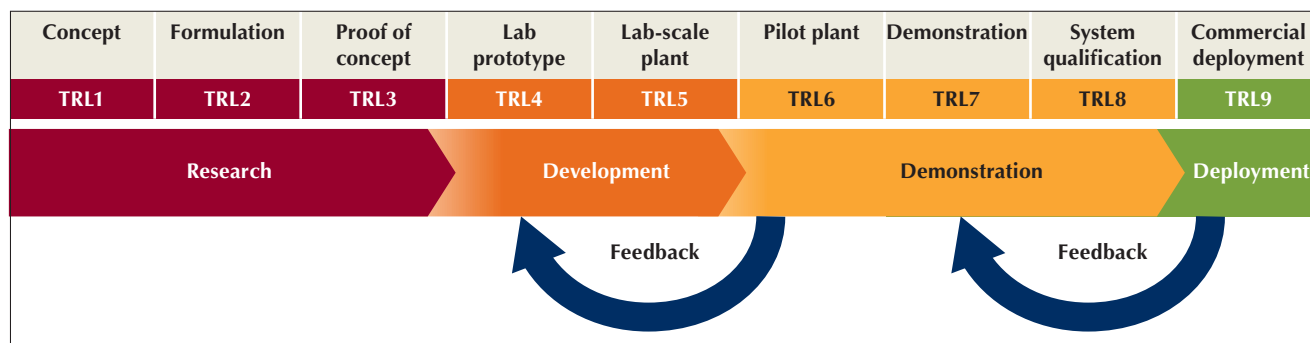 Concept
Formulation
Proof of
concept
Lab
prototype
Lab-scale
plant
Pilot plant
Demonstration
System
qualification
Commercial
deployment
TRL1
TRL2
TRL3
TRL4
TRL5
TRL6
TRL7
TRL8
TRL9
Research
Development
Demonstration
Deployment
Feedback
Feedback